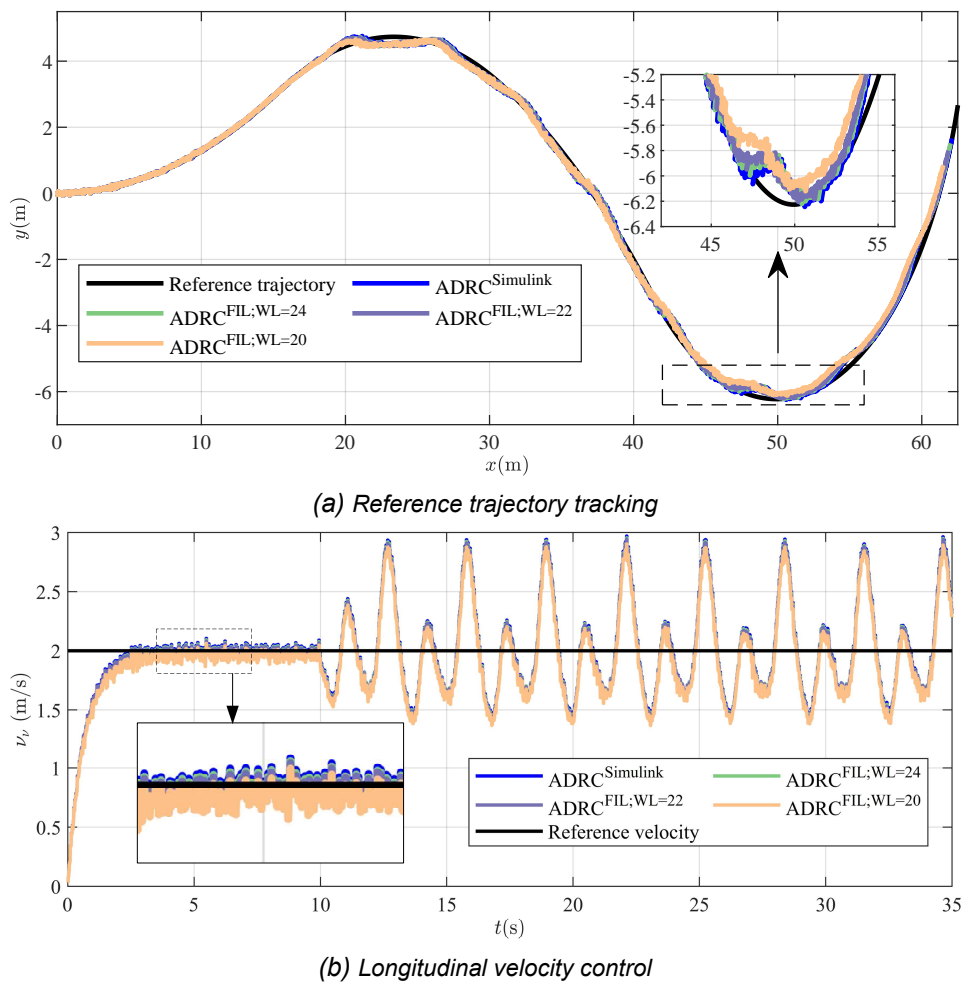 4
2
0
-2
-4
-6
y(m)
-5.2
-5.4
-5.6
-5.8
-6
-6.2
-6.4
45
50
55
Reference trajectory
ADRC^Simulink
ADRC^FIL;WL=24
ADRC^FIL;WL=22
ADRC^FIL;WL=20
0
10
20
30
40
50
60
x(m)
(a) Reference trajectory tracking
3
2.5
2
1.5
1
0.5
0
ν_ν (m/s)
ADRC^Simulink
ADRC^FIL;WL=24
ADRC^FIL;WL=22
ADRC^FIL;WL=20
Reference velocity
0
5
10
15
20
25
30
35
t(s)
(b) Longitudinal velocity control